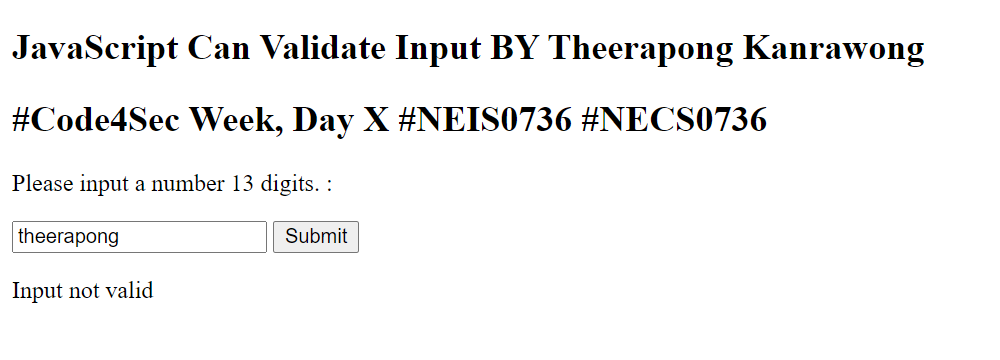 JavaScript Can Validate Input BY Theerapong Kanrawong
#Code4Sec Week, Day X #NEIS0736 #NECS0736
Please input a number 13 digits. :
theerapong Submit
Input not valid